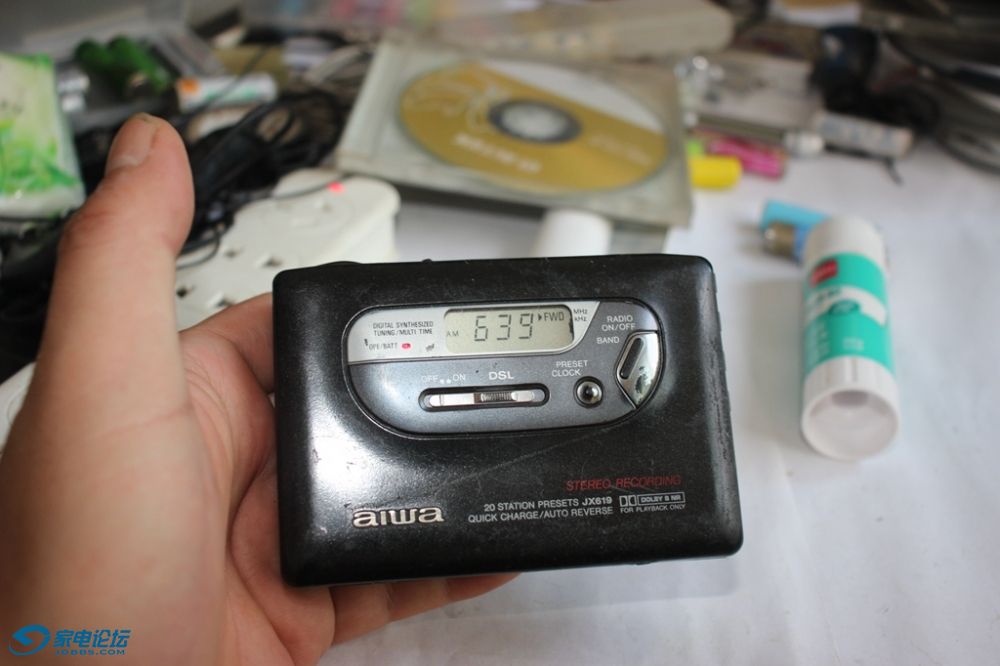 DIGITAL SYNTHESIZED
TUNING/MULTI TIME
OPE/BATT
AM 639 FWD
MHz
kHz
RADIO
ON/OFF
BAND
PRESET
CLOCK
OFF ON DSL
STEREO RECORDING
20 STATION PRESETS JX619
QUICK CHARGE/AUTO REVERSE
DOLBY B NR
FOR PLAYBACK ONLY
aiwa
家电论坛
JDBBS.COM